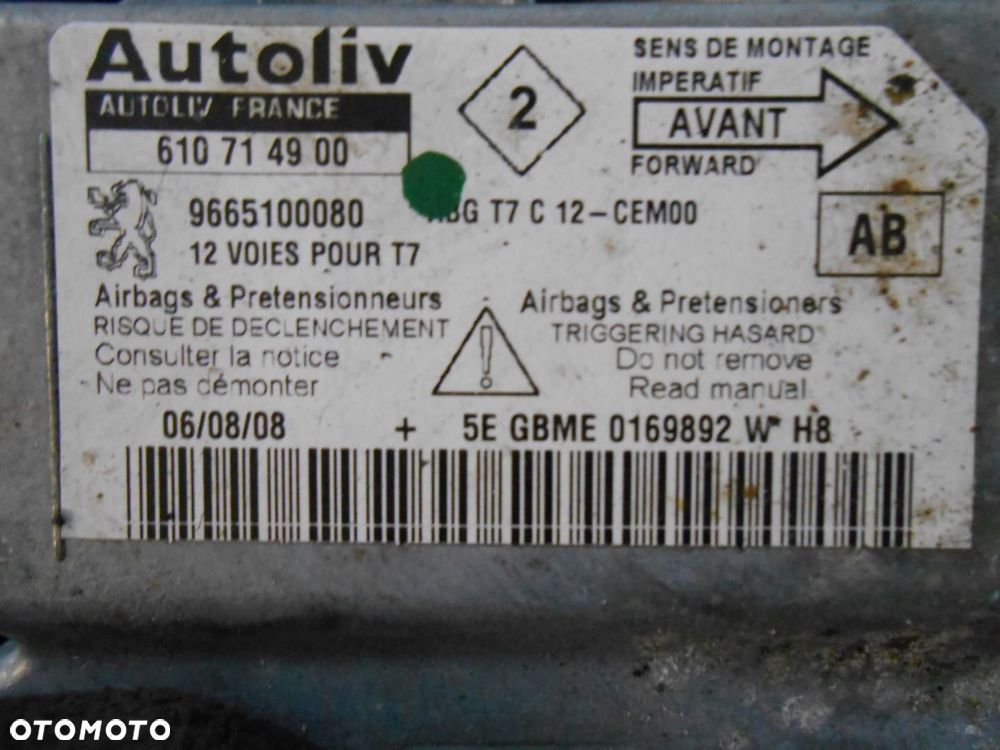 Autoliv
AUTOLIV FRANCE
610 71 49 00
2
SENS DE MONTAGE
IMPERATIF
AVANT
FORWARD
9665100080
BG T7 C 12-CEM00
12 VOIES POUR T7
AB
Airbags & Pretensionneurs
RISQUE DE DECLENCHEMENT
Consulter la notice
Ne pas démonter
Airbags & Pretensioners
TRIGGERING HASARD
Do not remove
Read manual
06/08/08 + 5E GBME 0169892 W* H8
OTOMOTO